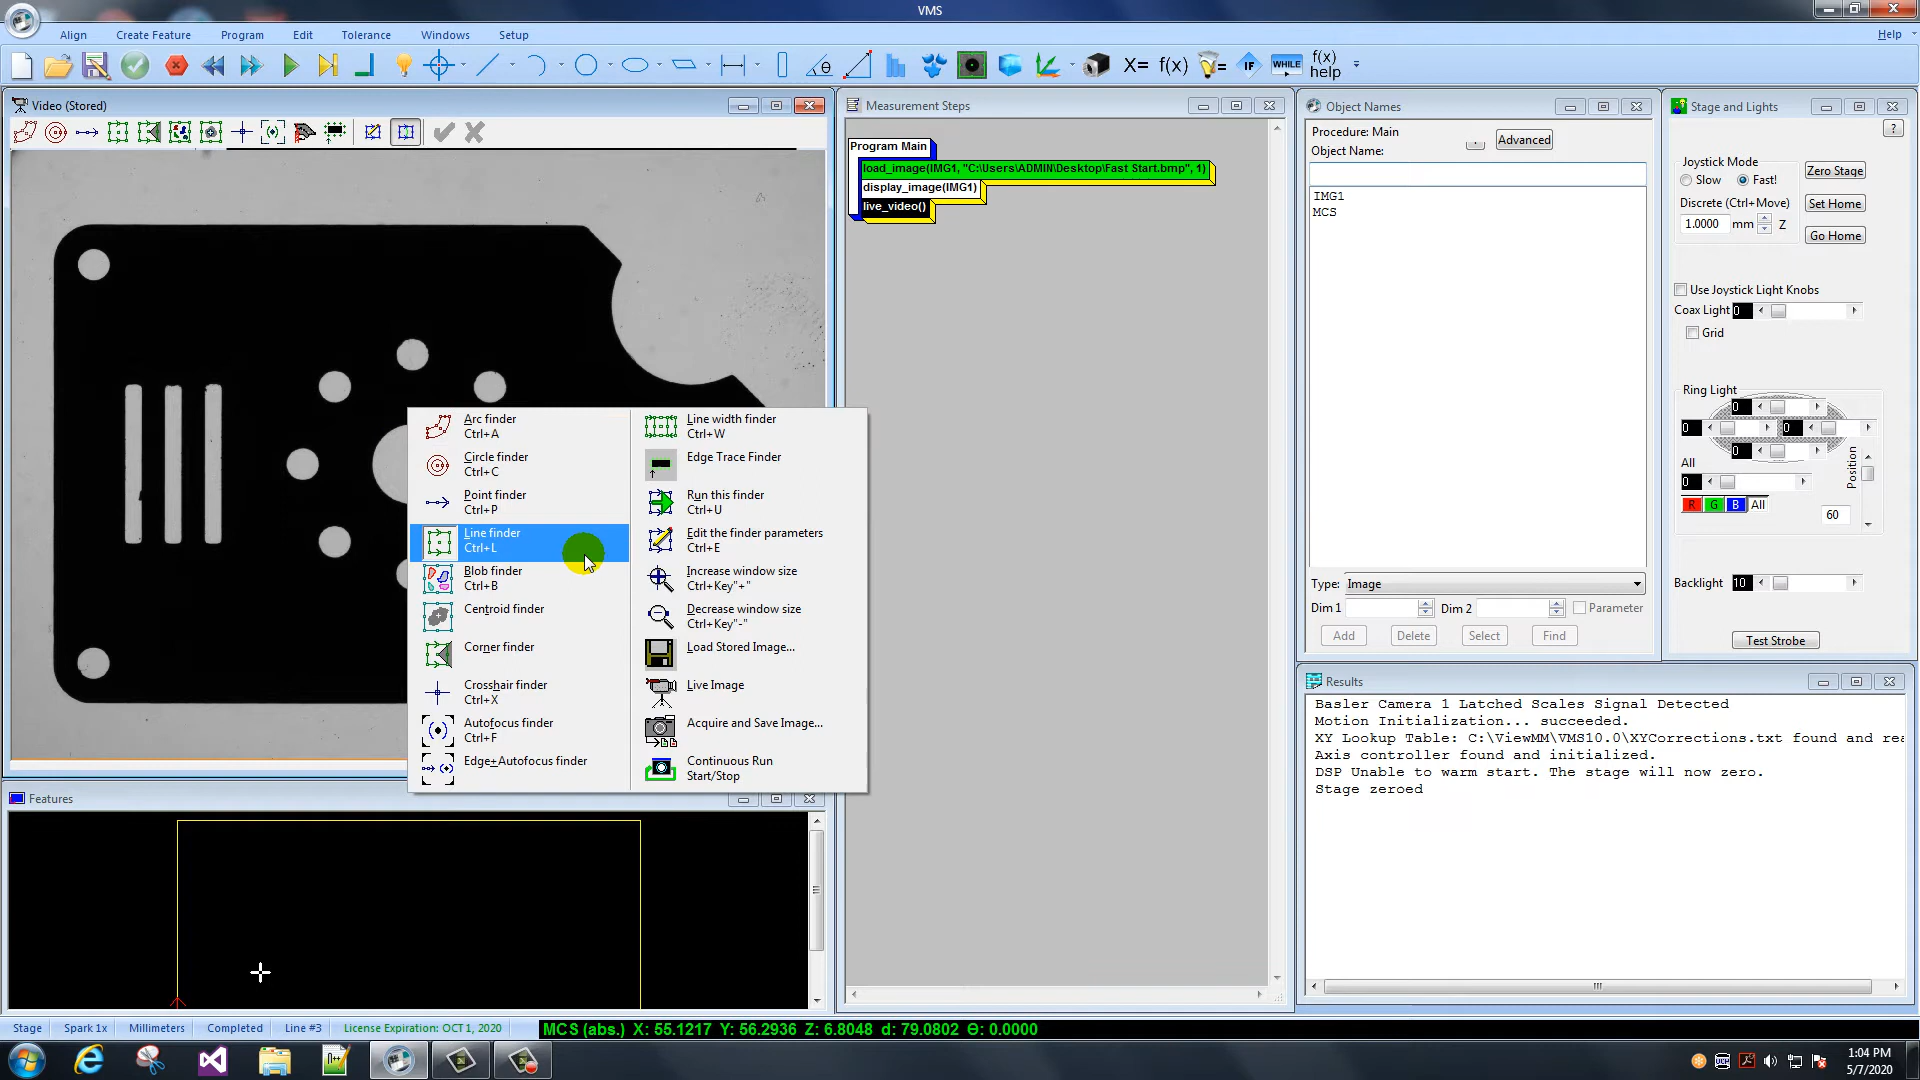 VMS
Align
Create Feature
Program
Edit
Tolerance
Windows
Setup
Help
X=
f(x)
IF
WHILE
f(x)
help
Video (Stored)
Measurement Steps
Program Main
load_image(IMG1, "C:\Users\ADMIN\Desktop\Fast Start.bmp", 1)
display_image(IMG1)
live_video()
Object Names
Procedure: Main
Object Name:
.
Advanced
IMG1
MCS
Type:
Image
Dim 1
Dim 2
Parameter
Add
Delete
Select
Find
Stage and Lights
?
Joystick Mode
Slow
Fast!
Zero Stage
Discrete (Ctrl+Move)
1.0000
mm
Z
Set Home
Go Home
Use Joystick Light Knobs
Coax Light
0
Grid
Ring Light
0
0
0
0
All
0
Position
R
G
B
All
60
Backlight
10
Test Strobe
Arc finder
Ctrl+A
Circle finder
Ctrl+C
Point finder
Ctrl+P
Line finder
Ctrl+L
Blob finder
Ctrl+B
Centroid finder
Corner finder
Crosshair finder
Ctrl+X
Autofocus finder
Ctrl+F
Edge+Autofocus finder
Line width finder
Ctrl+W
Edge Trace Finder
Run this finder
Ctrl+U
Edit the finder parameters
Ctrl+E
Increase window size
Ctrl+Key"+"
Decrease window size
Ctrl+Key"-"
Load Stored Image...
Live Image
Acquire and Save Image...
Continuous Run
Start/Stop
Results
Basler Camera 1 Latched Scales Signal Detected
Motion Initialization... succeeded.
XY Lookup Table: C:\ViewMM\VMS10.0\XYCorrections.txt found and rea
Axis controller found and initialized.
DSP Unable to warm start. The stage will now zero.
Stage zeroed
Features
Stage
Spark 1x
Millimeters
Completed
Line #3
License Expiration: OCT 1, 2020
MCS (abs.) X: 55.1217 Y: 56.2936 Z: 6.8048 d: 79.0802 Θ: 0.0000
1:04 PM
5/7/2020